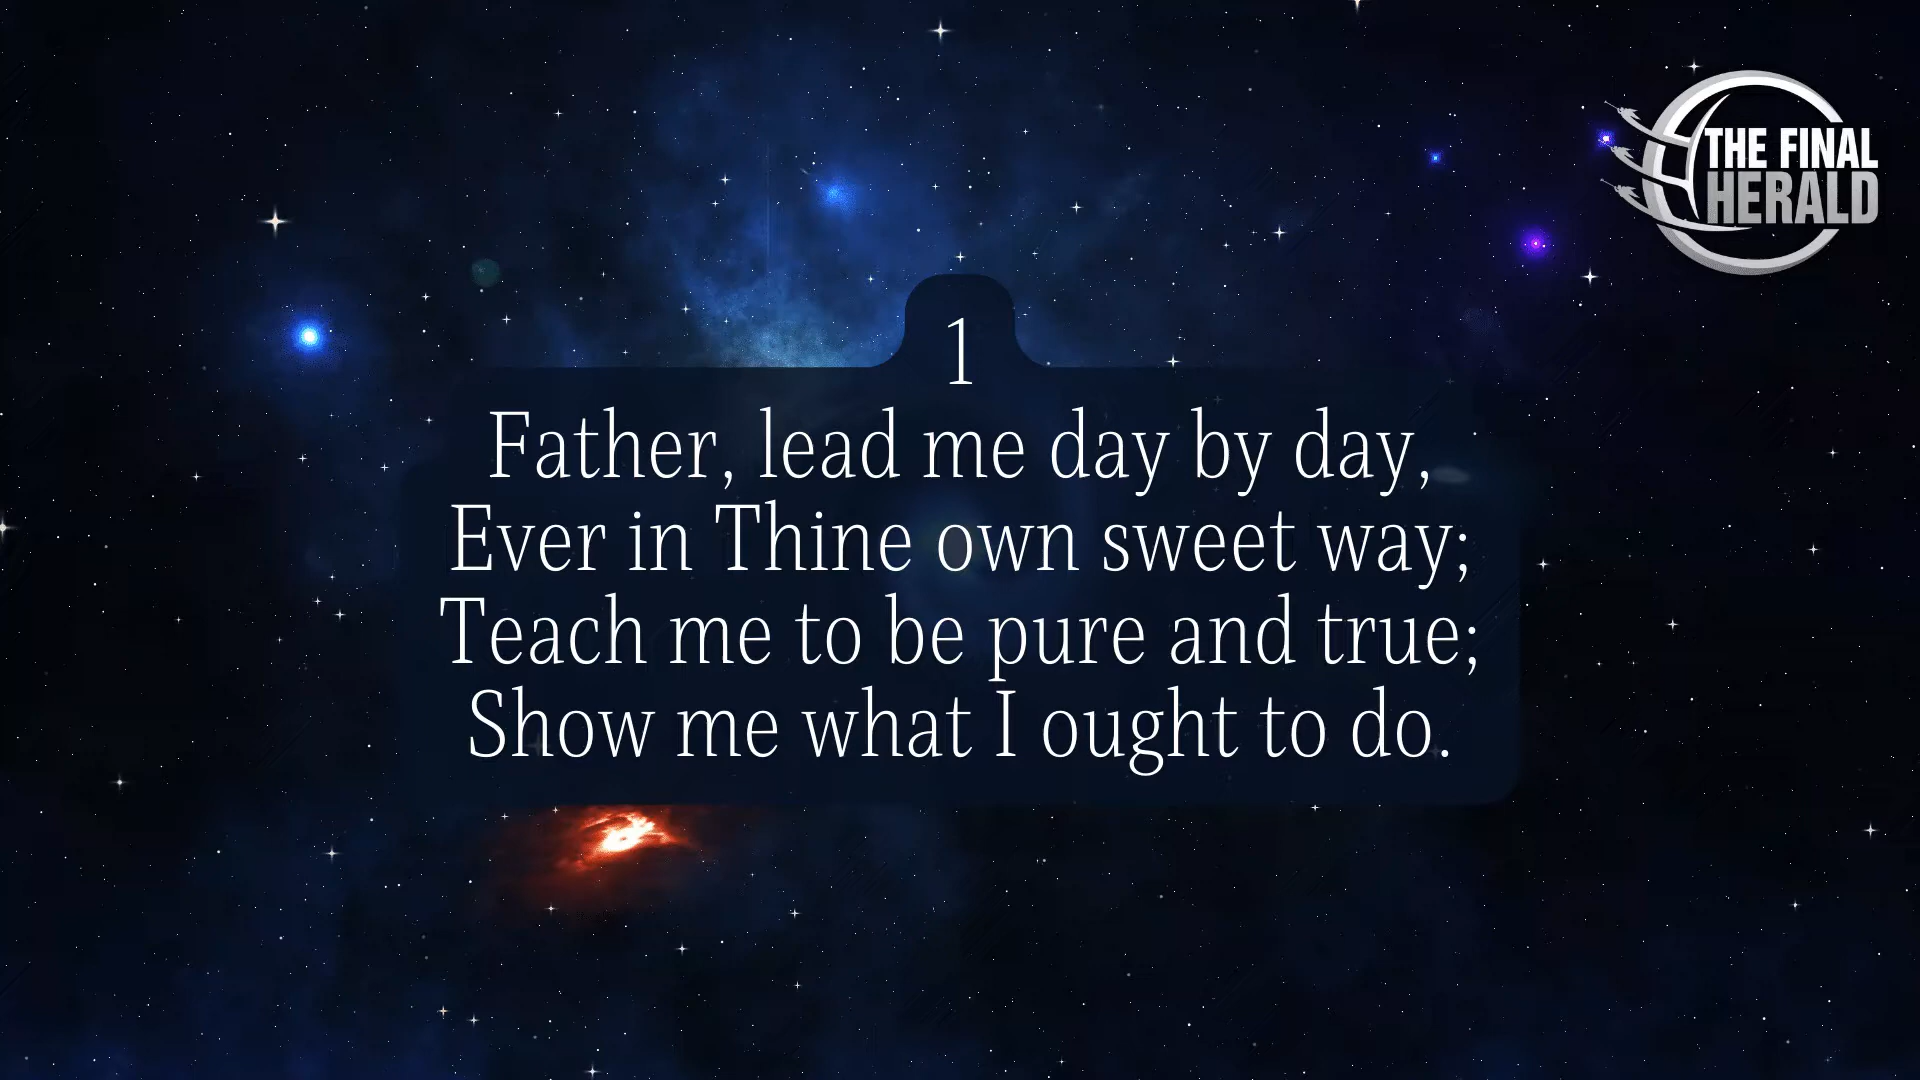 THE FINAL
HERALD
1
Father, lead me day by day,
Ever in Thine own sweet way;
Teach me to be pure and true;
Show me what I ought to do.